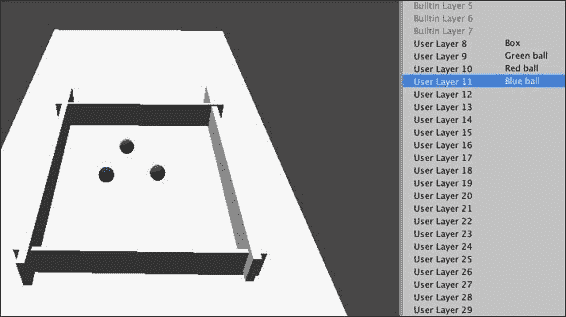 Builtin Layer 5
Builtin Layer 6
Builtin Layer 7
User Layer 8 Box
User Layer 9 Green ball
User Layer 10 Red ball
User Layer 11 Blue ball
User Layer 12
User Layer 13
User Layer 14
User Layer 15
User Layer 16
User Layer 17
User Layer 18
User Layer 19
User Layer 20
User Layer 21
User Layer 22
User Layer 23
User Layer 24
User Layer 25
User Layer 26
User Layer 27
User Layer 28
User Layer 29